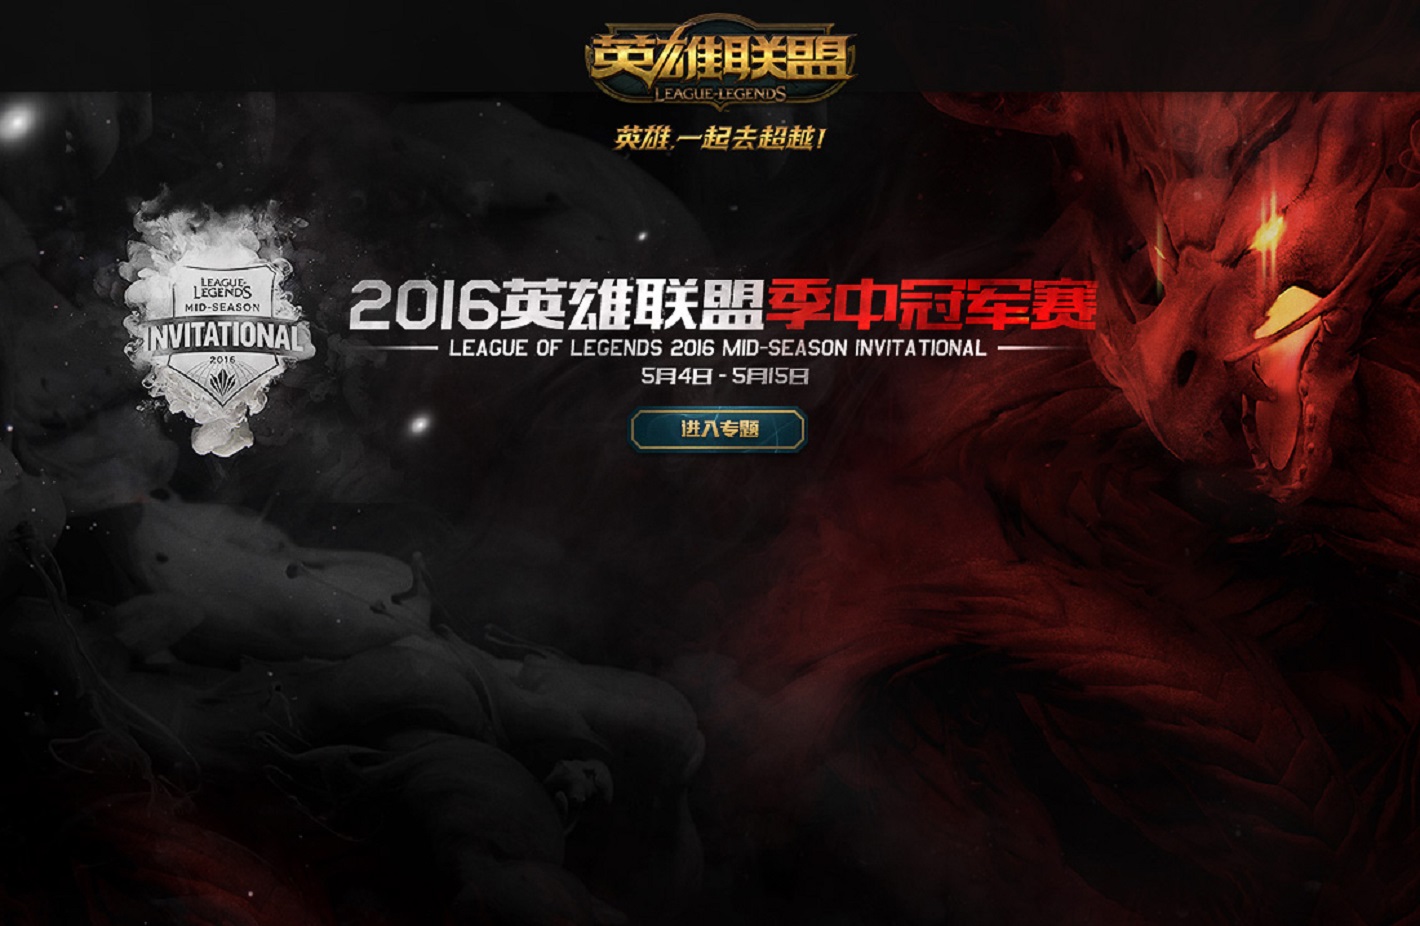 英雄联盟
LEAGUE OF LEGENDS
英雄,一起去超越!
LEAGUE OF
LEGENDS
MID-SEASON
INVITATIONAL
2016
2016英雄联盟季中冠军赛
LEAGUE OF LEGENDS 2016 MID-SEASON INVITATIONAL
5月4日 - 5月15日
进入专题